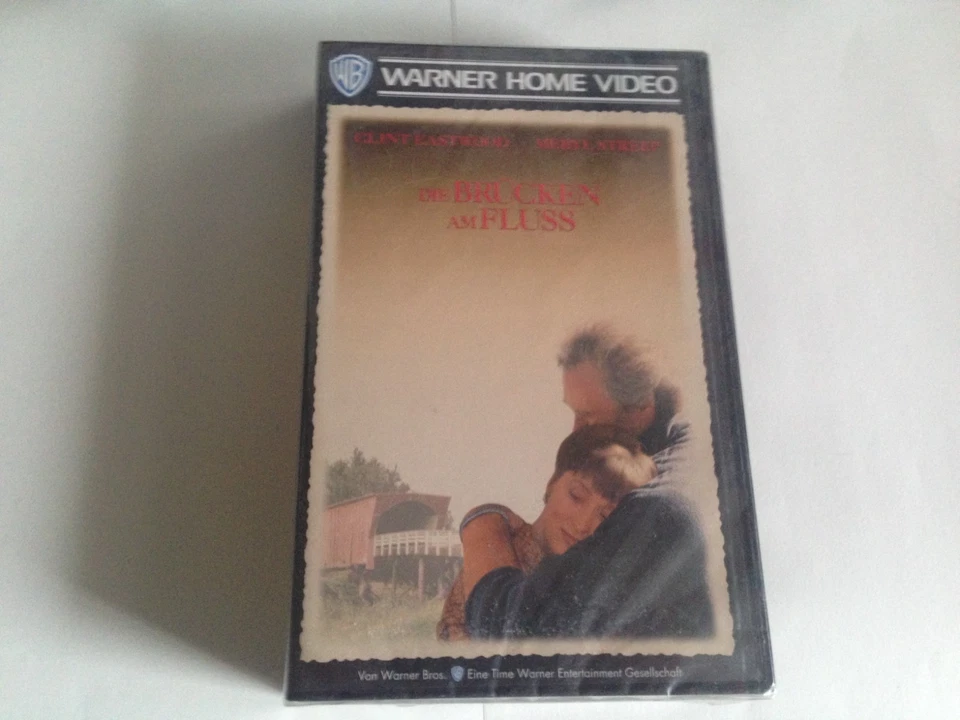 WB WARNER HOME VIDEO
CLINT EASTWOOD MERYL STREEP
DIE BRÜCKEN
AM FLUSS
Von Warner Bros. Eine Time Warner Entertainment Gesellschaft